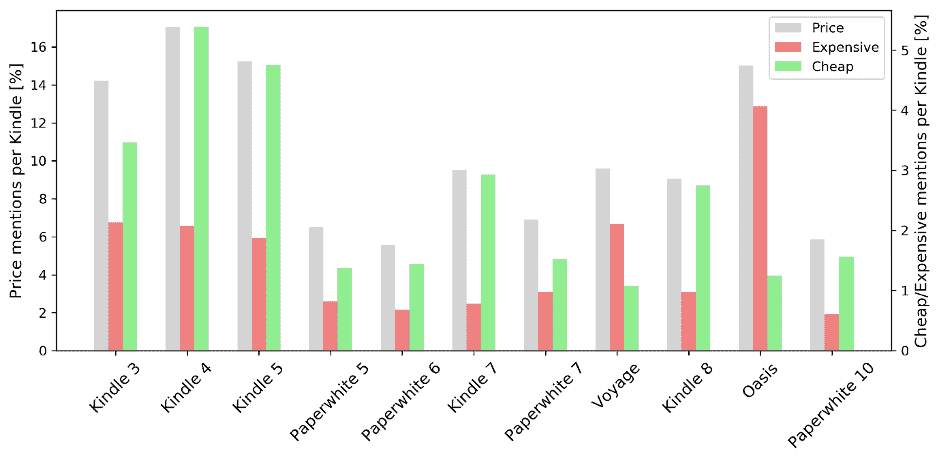 Price mentions per Kindle [%]
16
14
12
10
8
6
4
2
0
Price
Expensive
Cheap
5
4
3
2
1
0
Cheap/Expensive mentions per Kindle [%]
Kindle 3
Kindle 4
Kindle 5
Paperwhite 5
Paperwhite 6
Kindle 7
Paperwhite 7
Voyage
Kindle 8
Oasis
Paperwhite 10